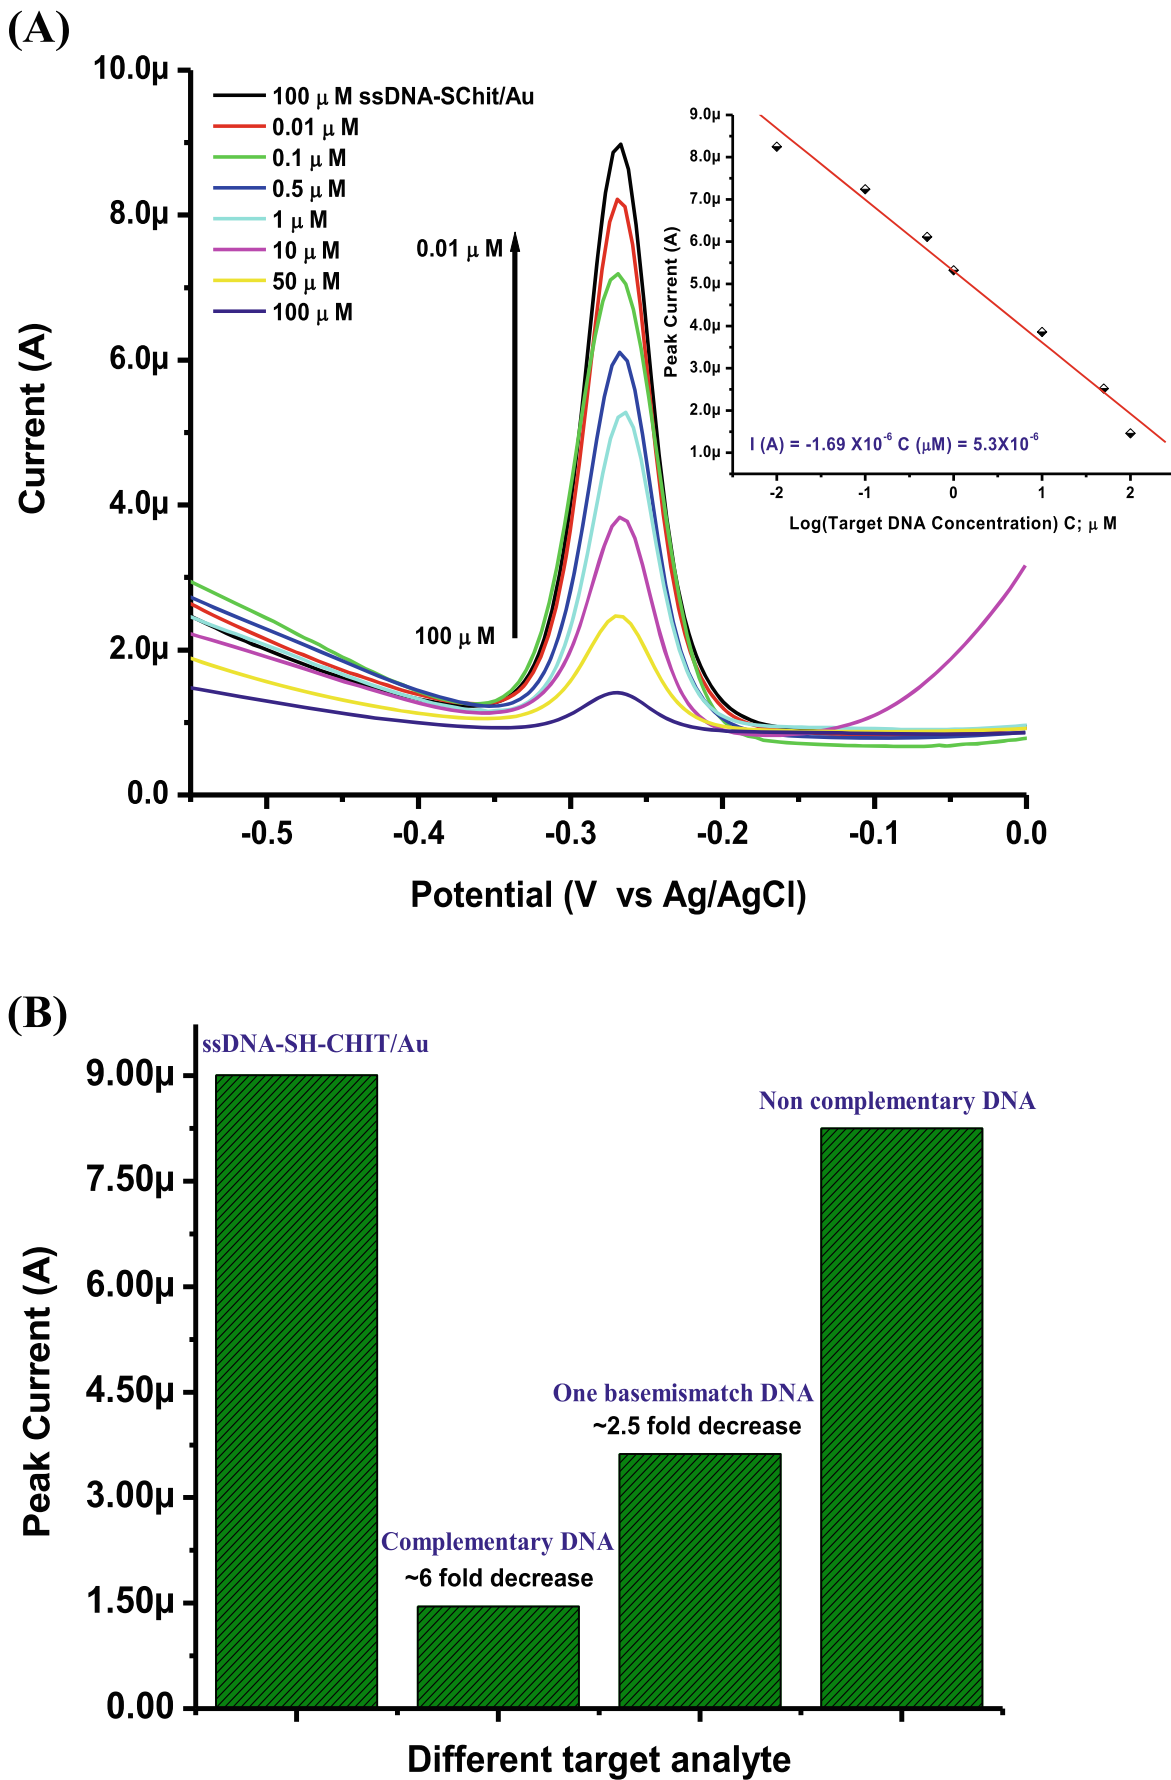 (A)
10.0µ
8.0µ
6.0µ
4.0µ
2.0µ
0.0
Current (A)
100 μ M ssDNA-SChit/Au
0.01 μ M
0.1 μ M
0.5 μ M
1 μ M
10 μ M
50 μ M
100 μ M
0.01 μ M
100 μ M
9.0µ
8.0µ
7.0µ
6.0µ
5.0µ
4.0µ
3.0µ
2.0µ
1.0µ
Peak Current (A)
I (A) = -1.69 X10⁻⁶ C (μM) = 5.3X10⁻⁶
-2 -1 0 1 2
Log(Target DNA Concentration) C; μ M
-0.5 -0.4 -0.3 -0.2 -0.1 0.0
Potential (V vs Ag/AgCl)
(B)
9.00µ
7.50µ
6.00µ
4.50µ
3.00µ
1.50µ
0.00
Peak Current (A)
ssDNA-SH-CHIT/Au
Non complementary DNA
One basemismatch DNA
~2.5 fold decrease
Complementary DNA
~6 fold decrease
Different target analyte